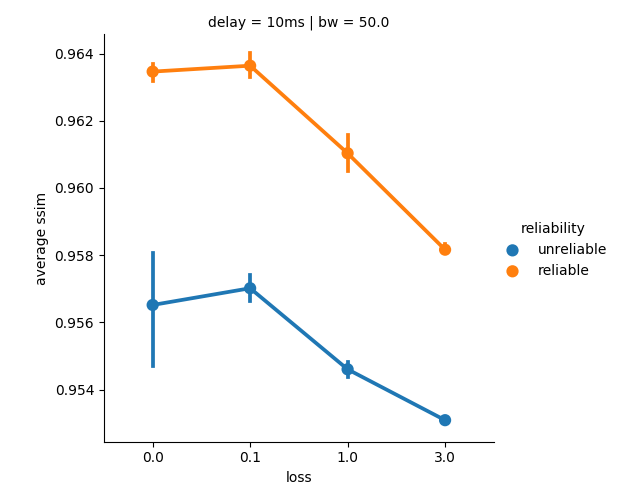 delay = 10ms | bw = 50.0
0.964
0.962
0.960
0.958
0.956
0.954
average ssim
0.0
0.1
1.0
3.0
loss
reliability
unreliable
reliable